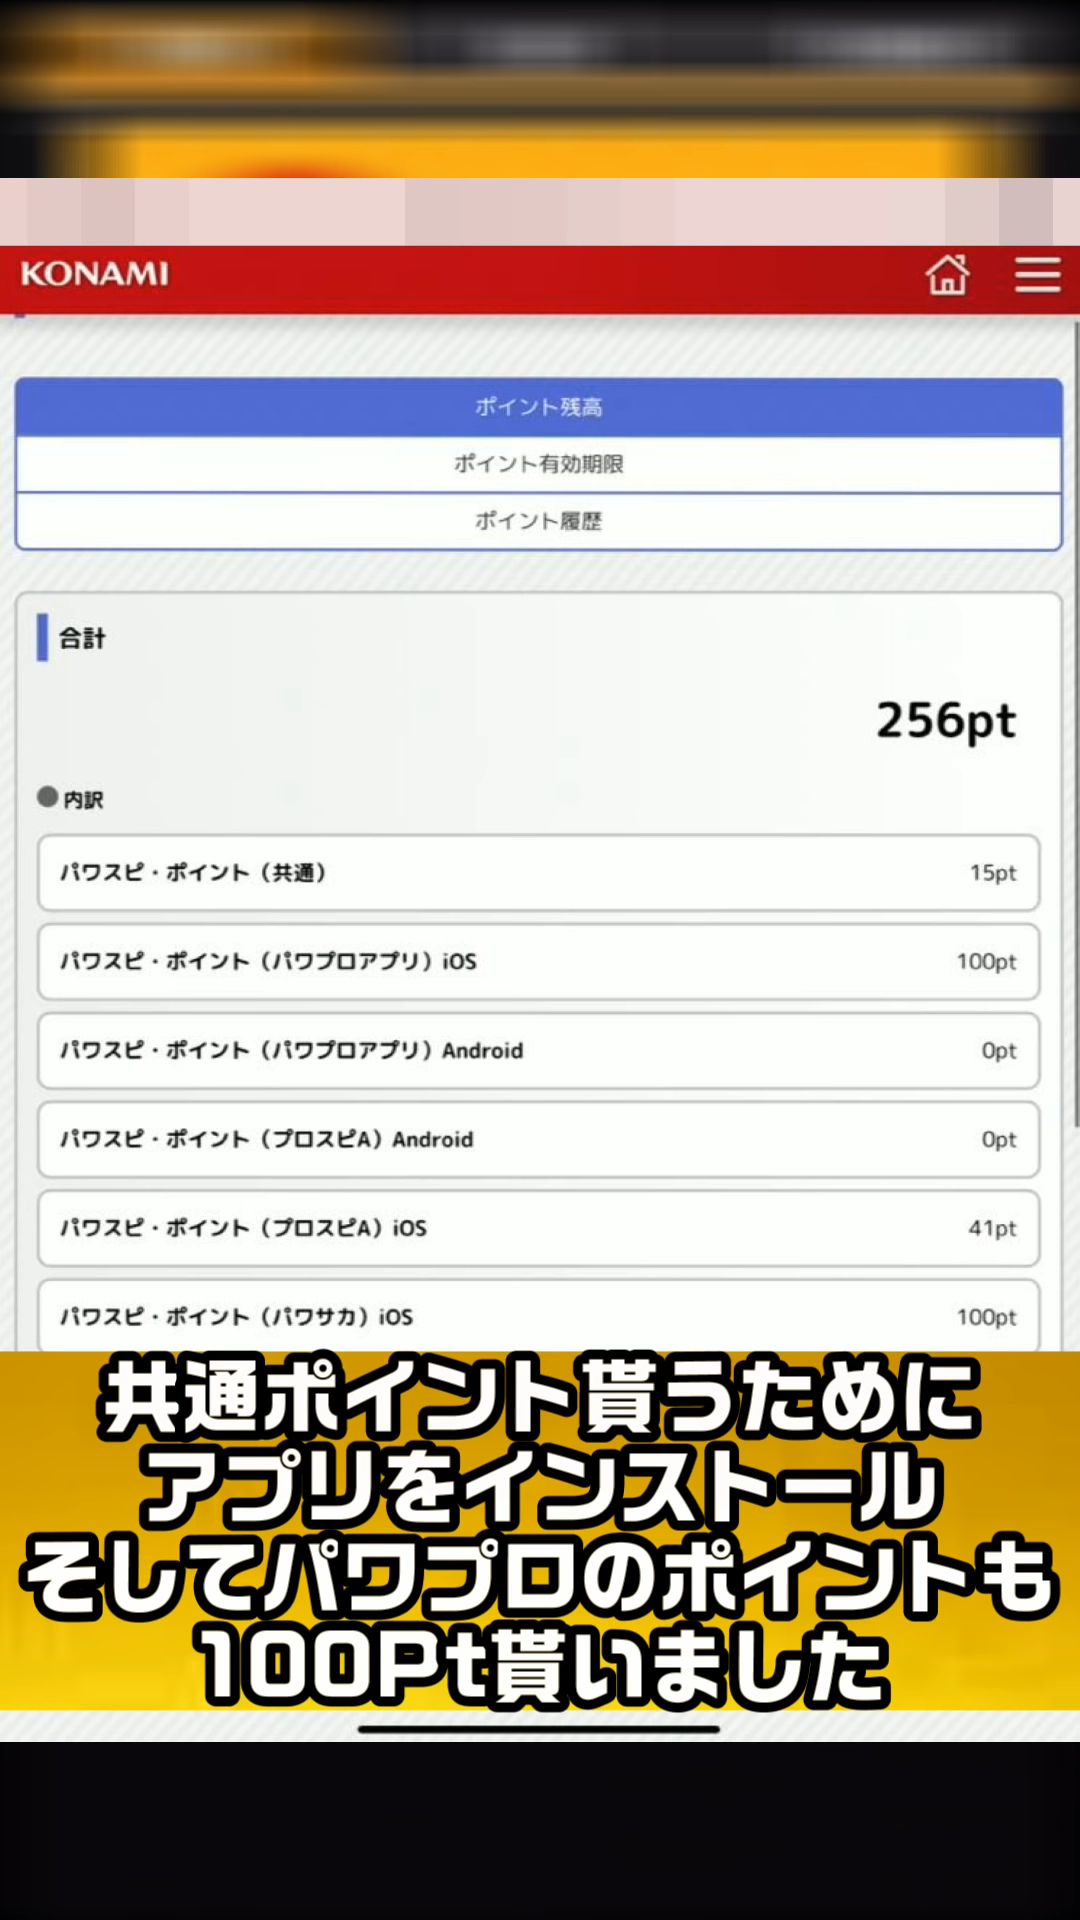 KONAMI
ポイント残高
ポイント有効期限
ポイント履歴
合計
256pt
内訳
パワスピ・ポイント（共通） 15pt
パワスピ・ポイント（パワプロアプリ）iOS 100pt
パワスピ・ポイント（パワプロアプリ）Android 0pt
パワスピ・ポイント（プロスピA）Android 0pt
パワスピ・ポイント（プロスピA）iOS 41pt
パワスピ・ポイント（パワサカ）iOS 100pt
共通ポイント貰うために
アプリをインストール
そしてパワプロのポイントも
100Pt貰いました